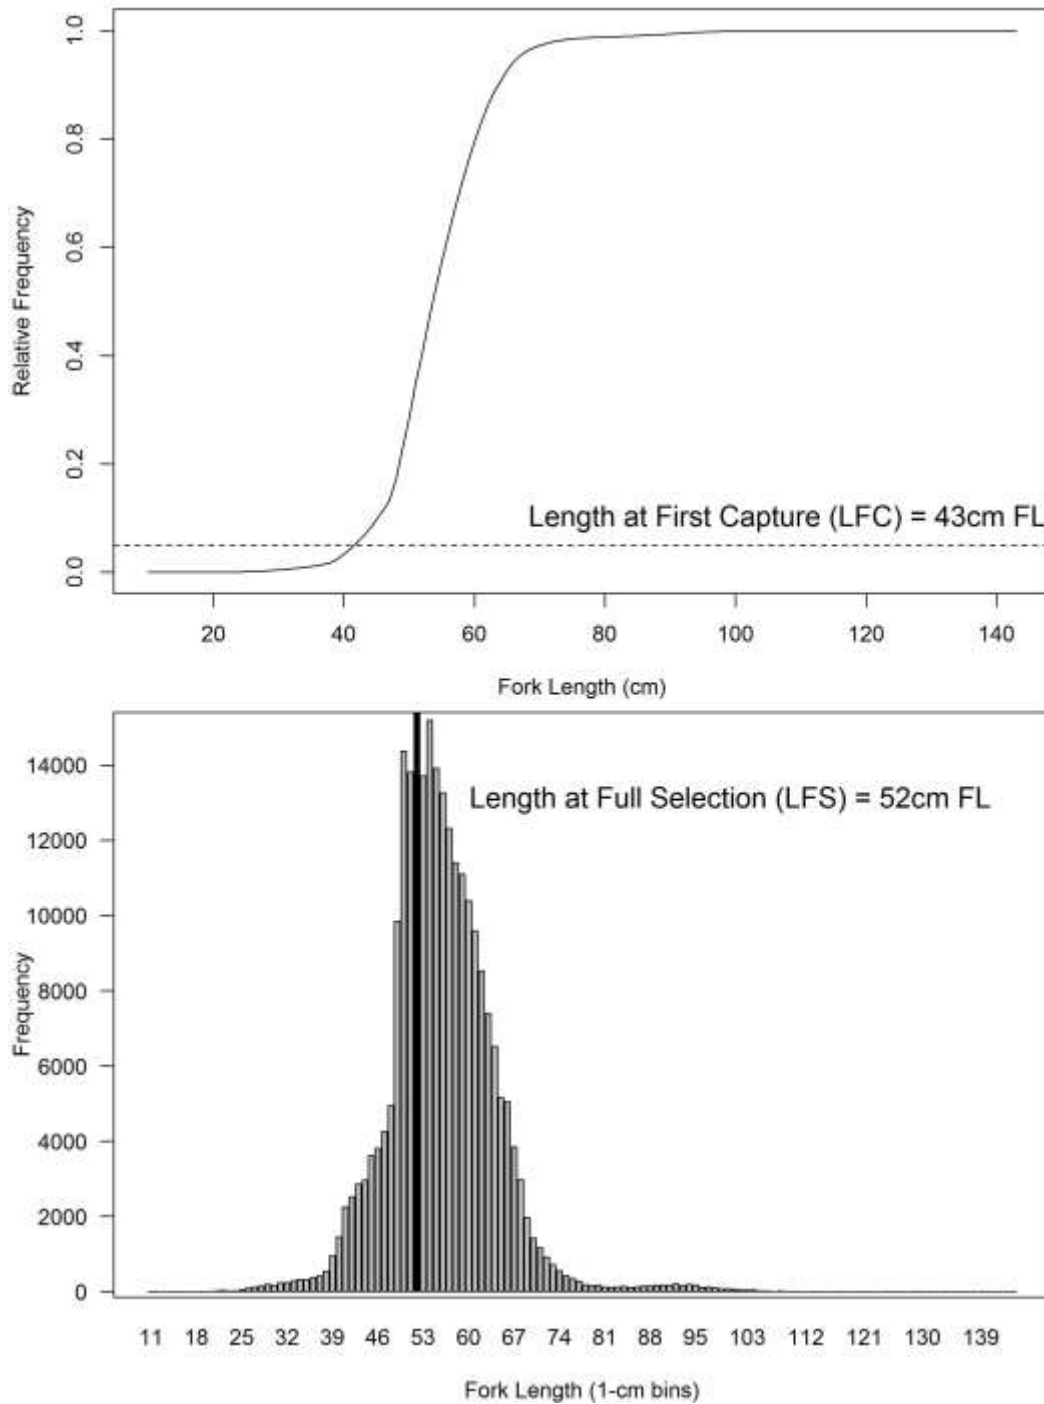 1.0
0.8
0.6
0.4
0.2
0.0
Relative Frequency
Length at First Capture (LFC) = 43cm FL
20 40 60 80 100 120 140
Fork Length (cm)
14000
12000
10000
8000
6000
4000
2000
0
Frequency
Length at Full Selection (LFS) = 52cm FL
11 18 25 32 39 46 53 60 67 74 81 88 95 103 112 121 130 139
Fork Length (1-cm bins)